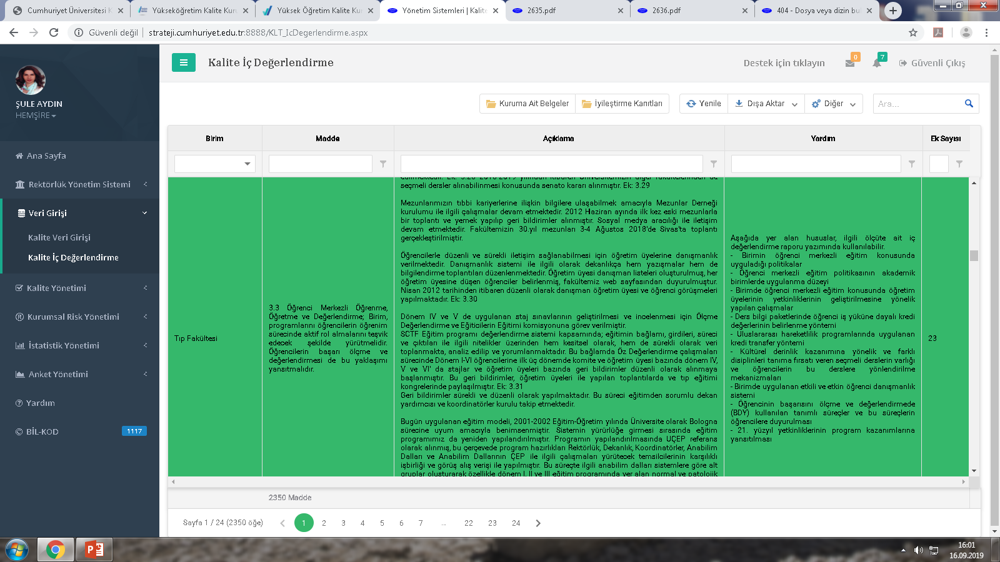 Cumhuriyet Üniversitesi K
Yükseköğretim Kalite Kuru
Yüksek Öğretim Kalite Kur
Yönetim Sistemleri | Kalite
2635.pdf
2636.pdf
404 - Dosya veya dizin bul
Güvenli değil
strateji.cumhuriyet.edu.tr:8888/KLT_IcDegerlendirme.aspx
ŞULE AYDIN
HEMŞİRE
Ana Sayfa
Rektörlük Yönetim Sistemi
Veri Girişi
Kalite Veri Girişi
Kalite İç Değerlendirme
Kalite Yönetimi
Kurumsal Risk Yönetimi
İstatistik Yönetimi
Anket Yönetimi
Yardım
BİL-KOD 1117
Kalite İç Değerlendirme
Destek için tıklayın
0
7
Güvenli Çıkış
Kuruma Ait Belgeler
İyileştirme Kanıtları
Yenile
Dışa Aktar
Diğer
Ara...
Birim Madde Açıklama Yardım Ek Sayısı
Tıp Fakültesi
3.3 Öğrenci Merkezli Öğrenme,
Öğretme ve Değerlendirme; Birim,
programlarını öğrencilerin öğrenim
sürecinde aktif rol almalarını teşvik
edecek şekilde yürütmelidir.
Öğrencilerin başarı ölçme ve
değerlendirmesi de bu yaklaşımı
yansıtmalıdır.
edilmektedir. Ek: 3.28 2018-2019 yılından itibaren Üniversitemizin diğer fakültelerinden de
seçmeli dersler alınabilinmesi konusunda senato kararı alınmıştır. Ek: 3.29
Mezunlarımızın tıbbi kariyerlerine ilişkin bilgilere ulaşabilmek amacıyla Mezunlar Derneği
kurulumu ile ilgili çalışmalar devam etmektedir. 2012 Haziran ayında ilk kez eski mezunlarla
bir toplantı ve yemek yapılıp geri bildirimler alınmıştır. Sosyal medya aracılığı ile iletişim
devam etmektedir. Fakültemizin 30.yıl mezunları 3-4 Ağustos 2018'de Sivas'ta toplantı
gerçekleştirilmiştir.
Öğrencilerle düzenli ve sürekli iletişim sağlanabilmesi için öğretim üyelerine danışmanlık
verilmektedir. Danışmanlık sistemi ile ilgili olarak dekanlıkça hem yazışmalar hem de
bilgilendirme toplantıları düzenlenmektedir. Öğretim üyesi danışman listeleri oluşturulmuş, her
öğretim üyesine düşen öğrenciler belirlenmiş, fakültemiz web sayfasından duyurulmuştur.
Nisan 2012 tarihinden itibaren düzenli olarak danışman öğretim üyesi ve öğrenci görüşmeleri
yapılmaktadır. Ek: 3.30
Dönem IV ve V de uygulanan staj sınavlarının geliştirilmesi ve incelenmesi için Ölçme
Değerlendirme ve Eğiticilerin Eğitimi komisyonuna görev verilmiştir.
SCTF Eğitim programı değerlendirme sistemi kapsamında; eğitimin bağlamı, girdileri, süreci
ve çıktıları ile ilgili nitelikler üzerinden hem kesitsel olarak, hem de sürekli olarak veri
toplanmakta, analiz edilip ve yorumlanmaktadır. Bu bağlamda Öz Değerlendirme çalışmaları
sürecinde Dönem I-VI öğrencilerine ilk üç dönemde komite ve öğretim üyesi bazında dönem IV,
V ve VI' da stajlar ve öğretim üyeleri bazında geri bildirimler düzenli olarak alınmaya
başlanmıştır. Bu geri bildirimler, öğretim üyeleri ile yapılan toplantılarda ve tıp eğitimi
kongrelerinde paylaşılmıştır. Ek: 3.31
Geri bildirimler sürekli ve düzenli olarak yapılmaktadır. Bu süreci eğitimden sorumlu dekan
yardımcısı ve koordinatörler kurulu takip etmektedir.
Bugün uygulanan eğitim modeli, 2001-2002 Eğitim-Öğretim yılında Üniversite olarak Bologna
sürecine uyum amacıyla benimsenmiştir. Sistemin yürürlüğe girmesi sırasında eğitim
programımız da yeniden yapılandırılmıştır. Programın yapılandırılmasında UÇEP referans
olarak alınmış, bu çerçevede program hazırlıkları Rektörlük, Dekanlık, Koordinatörler, Anabilim
Dalları ve Anabilim Dallarının ÇEP ile ilgili çalışmaları yürütecek temsilcilerinin karşılıklı
işbirliği ve görüş alış verişi ile yapılmıştır. Bu süreçte ilgili anabilim dalları sistemlere göre alt
gruplar oluşturarak özellikle dönem I, II ve III eğitim programında yer alan normal ve patolojik
Aşağıda yer alan hususlar, ilgili ölçüte ait iç
değerlendirme raporu yazımında kullanılabilir.
- Birimin öğrenci merkezli eğitim konusunda
uyguladığı politikalar
- Öğrenci merkezli eğitim politikasının akademik
birimlerde uygulanma düzeyi
- Birimde öğrenci merkezli eğitim konusunda öğretim
üyelerinin yetkinliklerinin geliştirilmesine yönelik
yapılan çalışmalar
- Ders bilgi paketlerinde öğrenci iş yüküne dayalı kredi
değerlerinin belirlenme yöntemi
- Uluslararası hareketlilik programlarında uygulanan
kredi transfer yöntemi
- Kültürel derinlik kazanımına yönelik ve farklı
disiplinleri tanıma fırsatı veren seçmeli derslerin varlığı
ve öğrencilerin bu derslere yönlendirilme
mekanizmaları
- Birimde uygulanan etkili ve etkin öğrenci danışmanlık
sistemi
- Öğrencinin başarısını ölçme ve değerlendirmede
(BDY) kullanılan tanımlı süreçler ve bu süreçlerin
öğrencilere duyurulması
- 21. yüzyıl yetkinliklerinin program kazanımlarına
yansıtılması
23
2350 Madde
Sayfa 1 / 24 (2350 öğe)
1 2 3 4 5 6 7 ... 22 23 24
16:01
16.09.2019